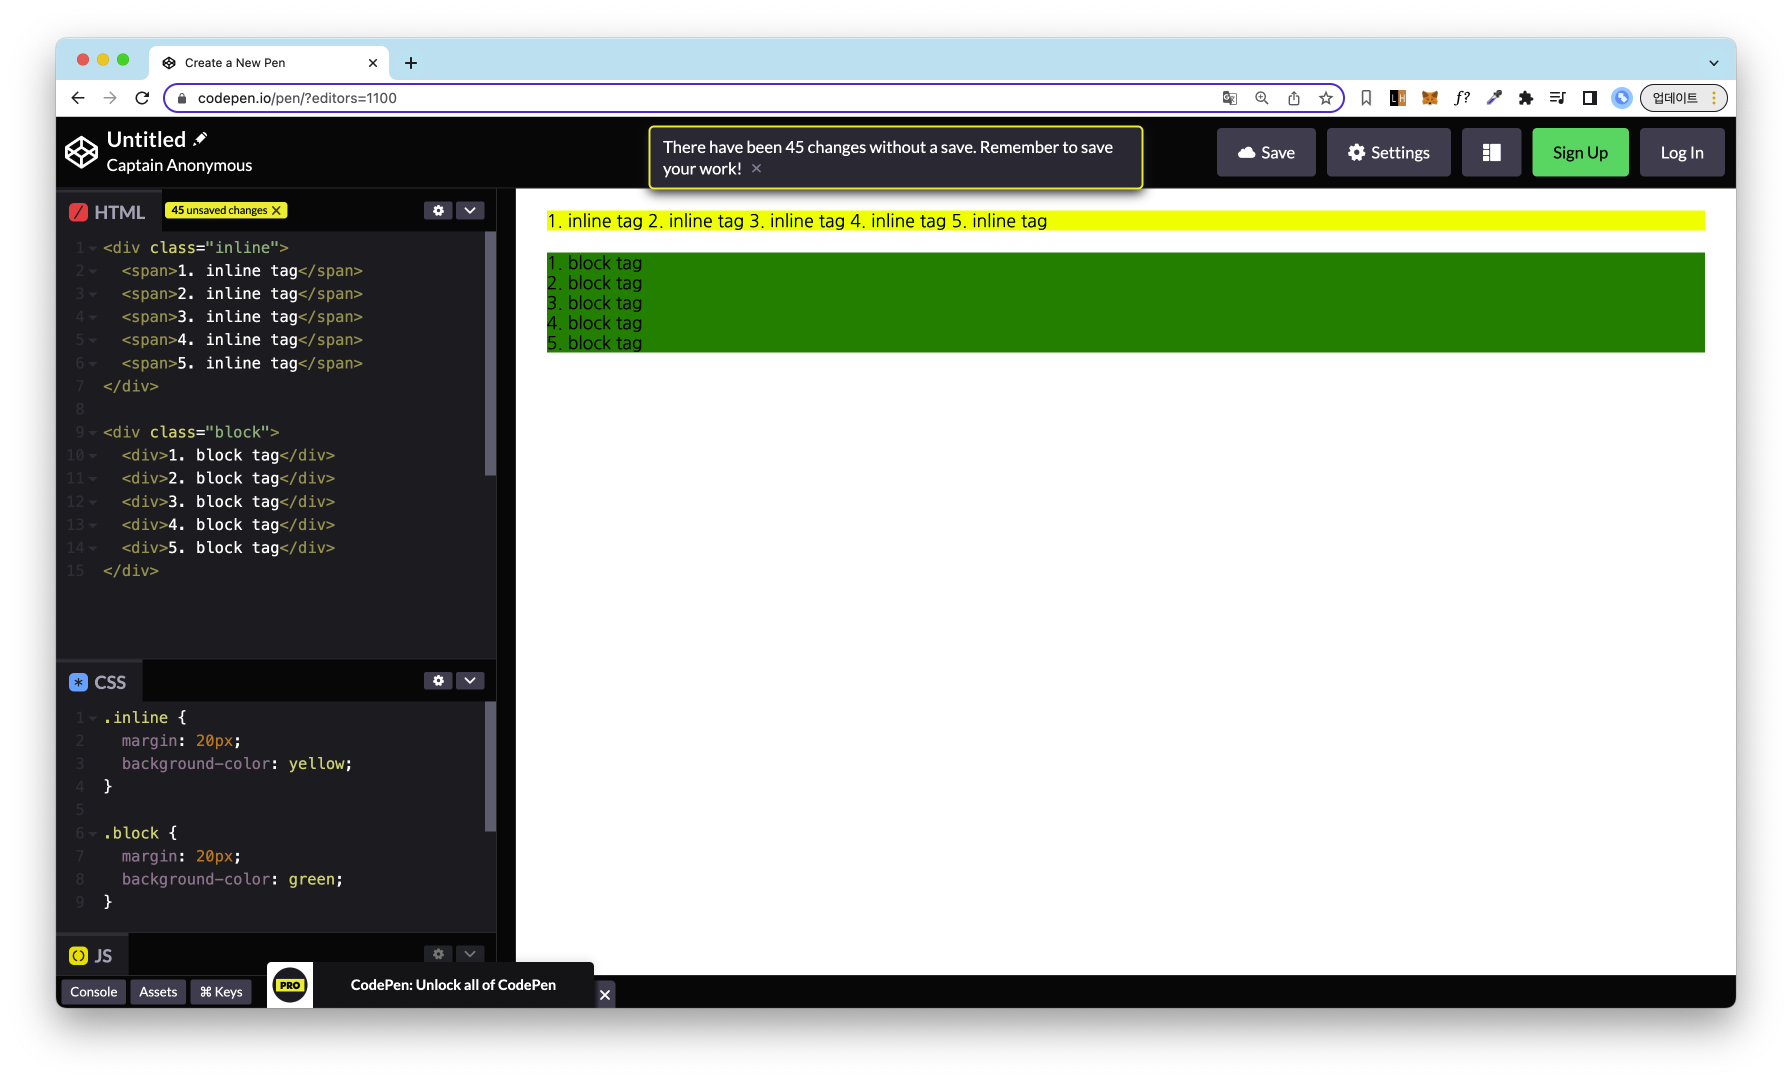 Create a New Pen
codepen.io/pen/?editors=1100
업데이트
Untitled
Captain Anonymous
There have been 45 changes without a save. Remember to save
your work! ×
Save
Settings
Sign Up
Log In
HTML
45 unsaved changes X
1 <div class="inline">
2 <span>1. inline tag</span>
3 <span>2. inline tag</span>
4 <span>3. inline tag</span>
5 <span>4. inline tag</span>
6 <span>5. inline tag</span>
7 </div>
8
9 <div class="block">
10 <div>1. block tag</div>
11 <div>2. block tag</div>
12 <div>3. block tag</div>
13 <div>4. block tag</div>
14 <div>5. block tag</div>
15 </div>
CSS
1 .inline {
2 margin: 20px;
3 background-color: yellow;
4 }
5
6 .block {
7 margin: 20px;
8 background-color: green;
9 }
JS
1. inline tag 2. inline tag 3. inline tag 4. inline tag 5. inline tag
1. block tag
2. block tag
3. block tag
4. block tag
5. block tag
Console
Assets
⌘ Keys
PRO
CodePen: Unlock all of CodePen